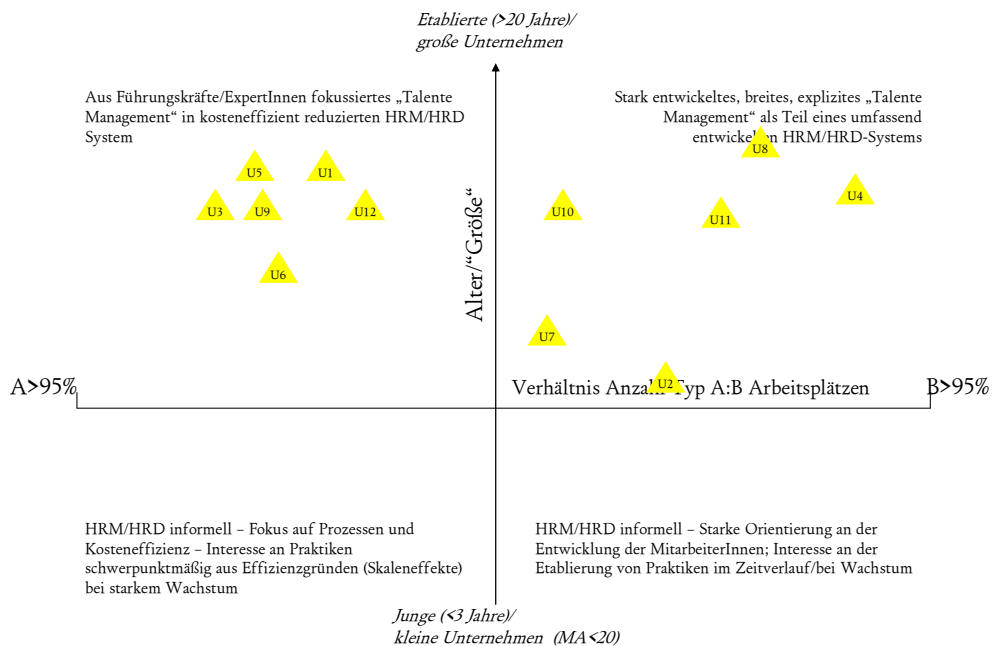 Etablierte (>20 Jahre)/
große Unternehmen
Aus Führungskräfte/ExpertInnen fokussiertes „Talente
Management“ in kosteneffizient reduzierten HRM/HRD
System
Stark entwickeltes, breites, explizites „Talente
Management“ als Teil eines umfassend
entwickelten HRM/HRD-Systems
U8
U5
U1
U4
U3
U9
U12
U10
U11
Alter/“Größe“
U6
U7
A>95%
Verhältnis Anzahl Typ A:B Arbeitsplätzen
U2
B>95%
HRM/HRD informell – Fokus auf Prozessen und
Kosteneffizienz – Interesse an Praktiken
schwerpunktmäßig aus Effizienzgründen (Skaleneffekte)
bei starkem Wachstum
HRM/HRD informell – Starke Orientierung an der
Entwicklung der MitarbeiterInnen; Interesse an der
Etablierung von Praktiken im Zeitverlauf/bei Wachstum
Junge (<3 Jahre)/
kleine Unternehmen (MA<20)